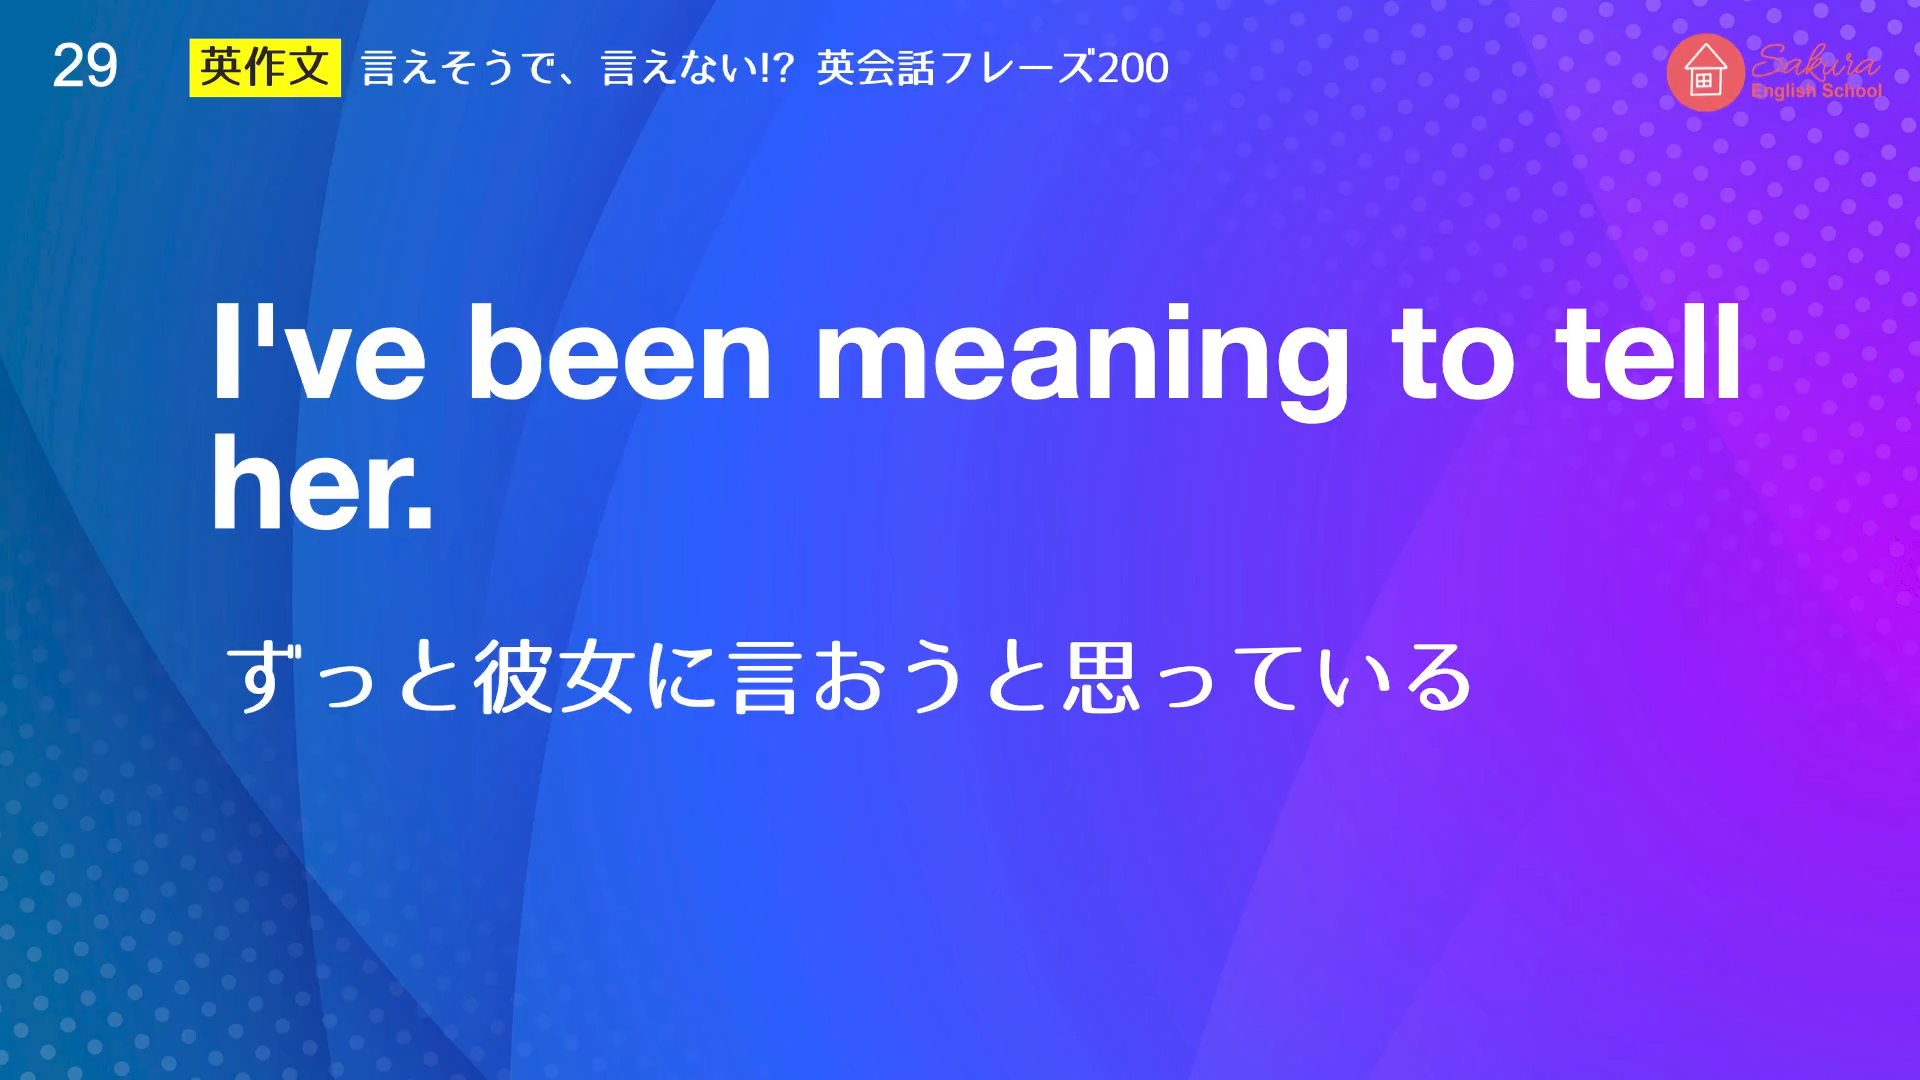 29
英作文 言えそうで、言えない!? 英会話フレーズ200
Sakura
English School
I've been meaning to tell
her.
ずっと彼女に言おうと思っている